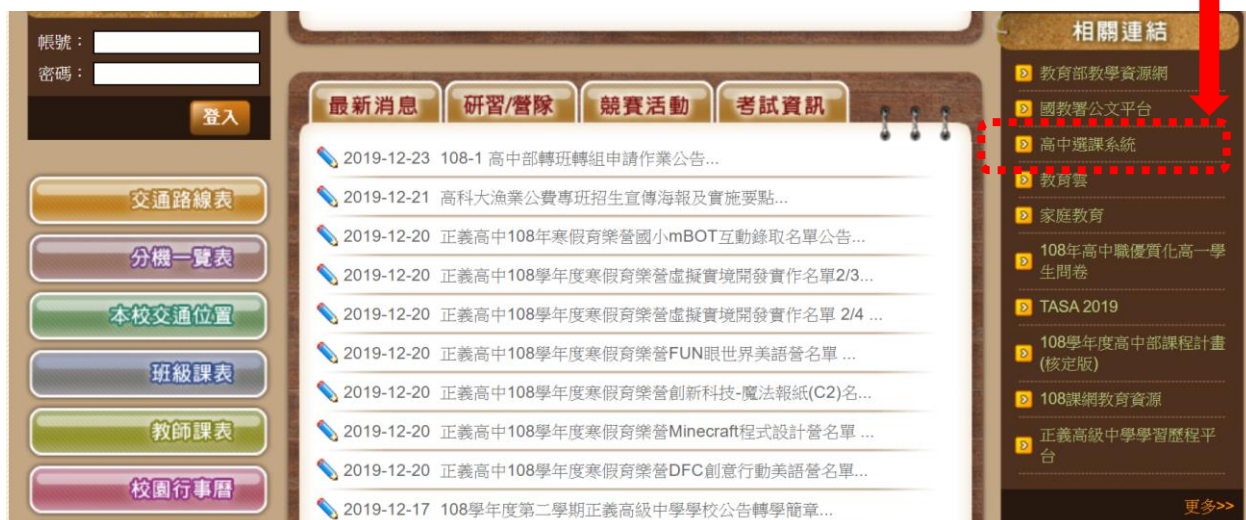 帳號：
密碼：
登入
交通路線表
分機一覽表
本校交通位置
班級課表
教師課表
校園行事曆
最新消息
研習/營隊
競賽活動
考試資訊
2019-12-23 108-1 高中部轉班轉組申請作業公告...
2019-12-21 高科大漁業公費專班招生宣傳海報及實施要點...
2019-12-20 正義高中108年寒假育樂營國小mBOT互動錄取名單公告...
2019-12-20 正義高中108學年度寒假育樂營虛擬實境開發實作名單2/3...
2019-12-20 正義高中108學年度寒假育樂營虛擬實境開發實作名單 2/4 ...
2019-12-20 正義高中108學年度寒假育樂營FUN眼世界美語營名單 ...
2019-12-20 正義高中108學年度寒假育樂營創新科技-魔法報紙(C2)名...
2019-12-20 正義高中108學年度寒假育樂營Minecraft程式設計營名單 ...
2019-12-20 正義高中108學年度寒假育樂營DFC創意行動美語營名單...
2019-12-17 108學年度第二學期正義高級中學學校公告轉學簡章...
相關連結
教育部教學資源網
國教署公文平台
高中選課系統
教育雲
家庭教育
108年高中職優質化高一學
生問卷
TASA 2019
108學年度高中部課程計畫
(核定版)
108課綱教育資源
正義高級中學學習歷程平
台
更多>>